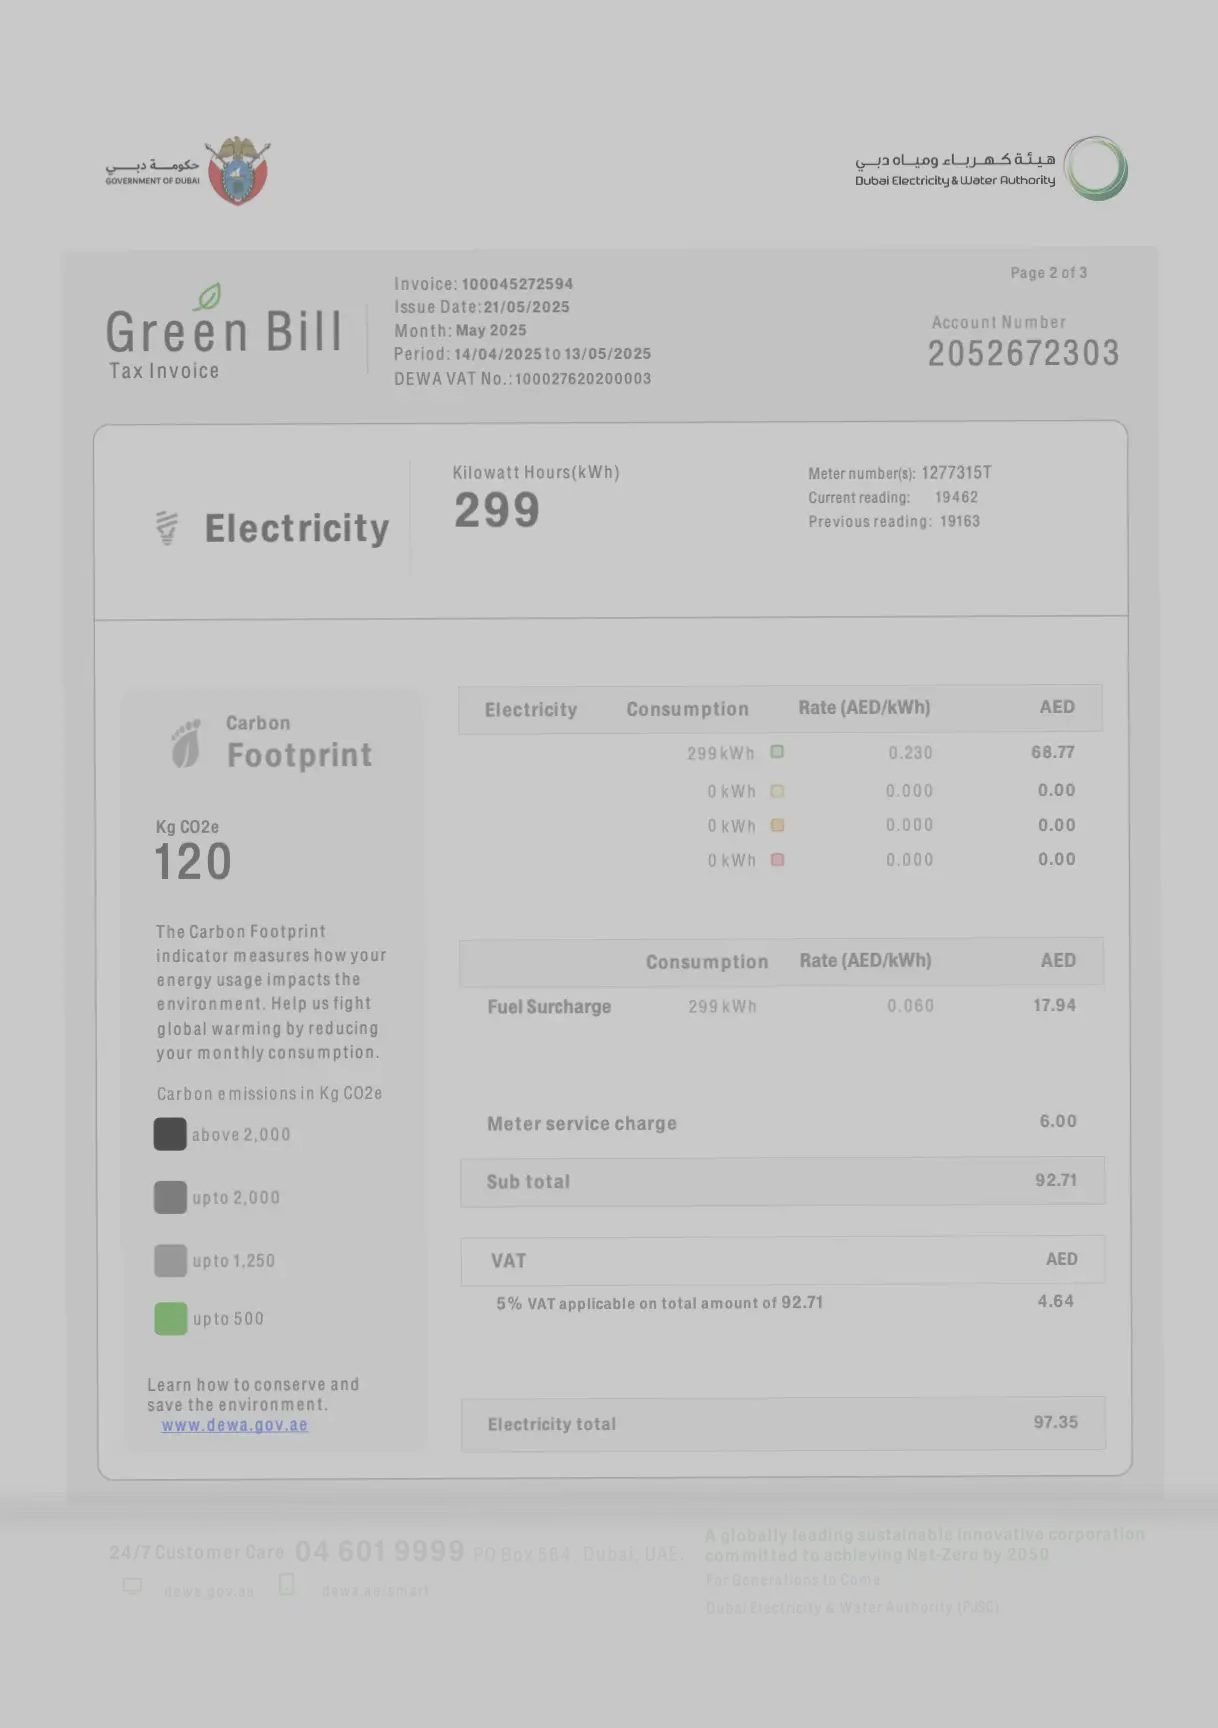 حكومة دبي
GOVERNMENT OF DUBAI
هيئة كهرباء ومياه دبي
Dubai Electricity & Water Authority
Page 2 of 3
Green Bill
Tax Invoice
Invoice: 100045272594
Issue Date: 21/05/2025
Month: May 2025
Period: 14/04/2025 to 13/05/2025
DEWA VAT No.: 100027620200003
Account Number
2052672303
Electricity
Kilowatt Hours(kWh)
299
Meter number(s): 1277315T
Current reading: 19462
Previous reading: 19163
Carbon
Footprint
Kg CO2e
120
The Carbon Footprint
indicator measures how your
energy usage impacts the
environment. Help us fight
global warming by reducing
your monthly consumption.
Carbon emissions in Kg CO2e
above 2,000
upto 2,000
upto 1,250
upto 500
Learn how to conserve and
save the environment.
www.dewa.gov.ae
Electricity Consumption Rate (AED/kWh) AED
299 kWh 0.230 68.77
0 kWh 0.000 0.00
0 kWh 0.000 0.00
0 kWh 0.000 0.00
Consumption Rate (AED/kWh) AED
Fuel Surcharge 299 kWh 0.060 17.94
Meter service charge 6.00
Sub total 92.71
VAT AED
5% VAT applicable on total amount of 92.71 4.64
Electricity total 97.35
24/7 Customer Care 04 601 9999 PO Box 564, Dubai, UAE.
dewa.gov.ae dewa.ae/smart
A globally leading sustainable innovative corporation
committed to achieving Net-Zero by 2050
For Generations to Come
Dubai Electricity & Water Authority (PJSC)